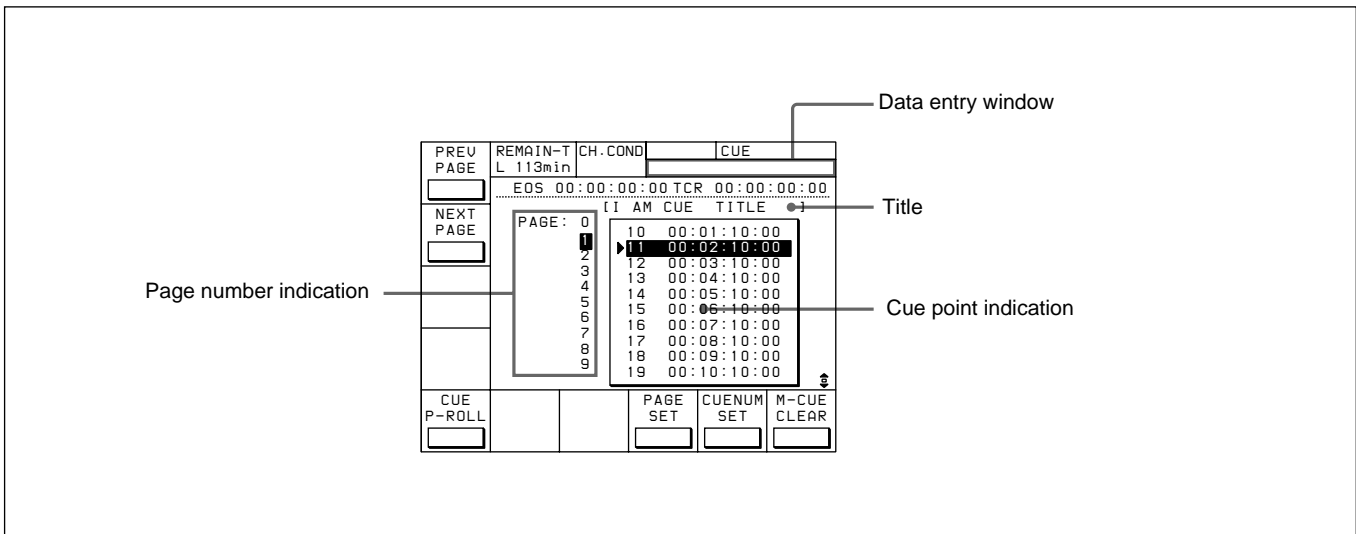 Data entry window
PREV PAGE
REMAIN-T L 113min
CH.COND
CUE
EOS 00:00:00:00 TCR 00:00:00:00
[I AM CUE TITLE ]
Title
NEXT PAGE
PAGE: 0
1
2
3
4
5
6
7
8
9
10 00:01:10:00
11 00:02:10:00
12 00:03:10:00
13 00:04:10:00
14 00:05:10:00
15 00:06:10:00
16 00:07:10:00
17 00:08:10:00
18 00:09:10:00
19 00:10:10:00
Page number indication
Cue point indication
CUE P-ROLL
PAGE SET
CUENUM SET
M-CUE CLEAR